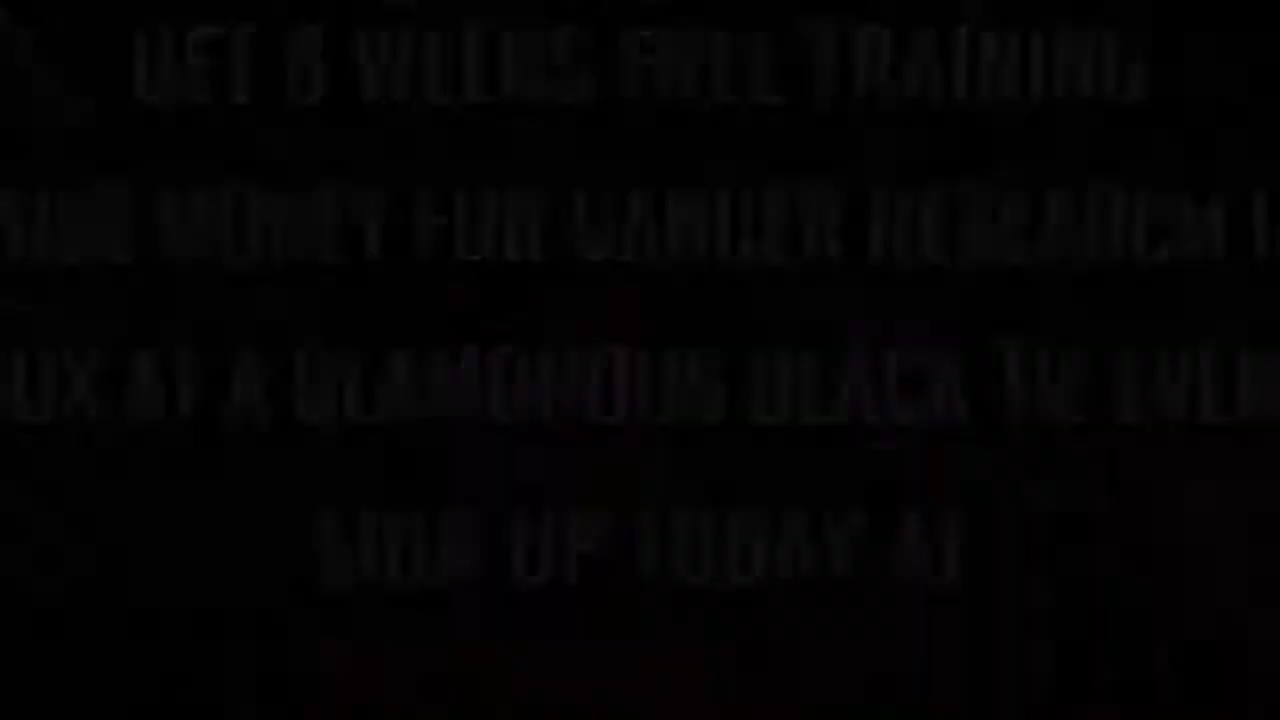 GET 8 WEEKS FREE TRAINING
MONEY FOR CANCER RESEARCH
AT A GLAMOROUS BLACK TIE
SIGN UP TODAY AT